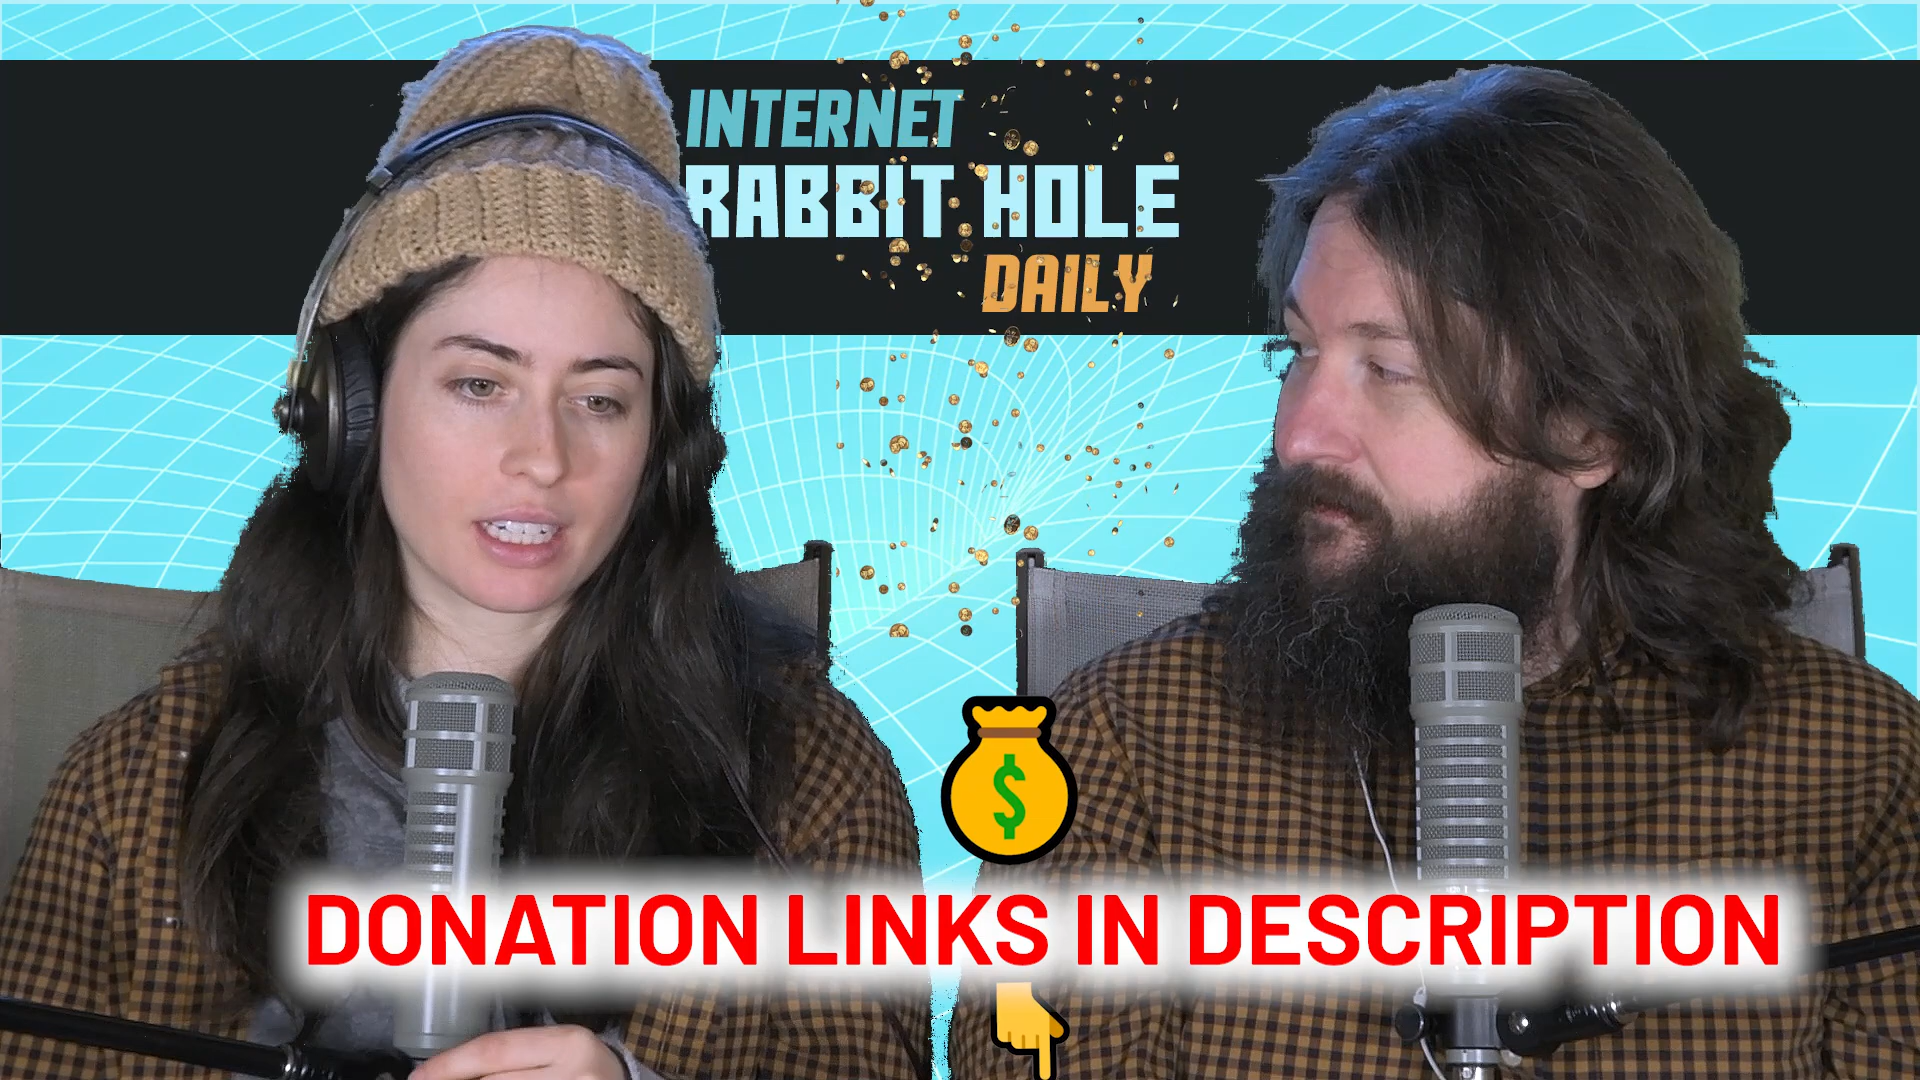 INTERNET
RABBIT HOLE
DAILY
$
DONATION LINKS IN DESCRIPTION